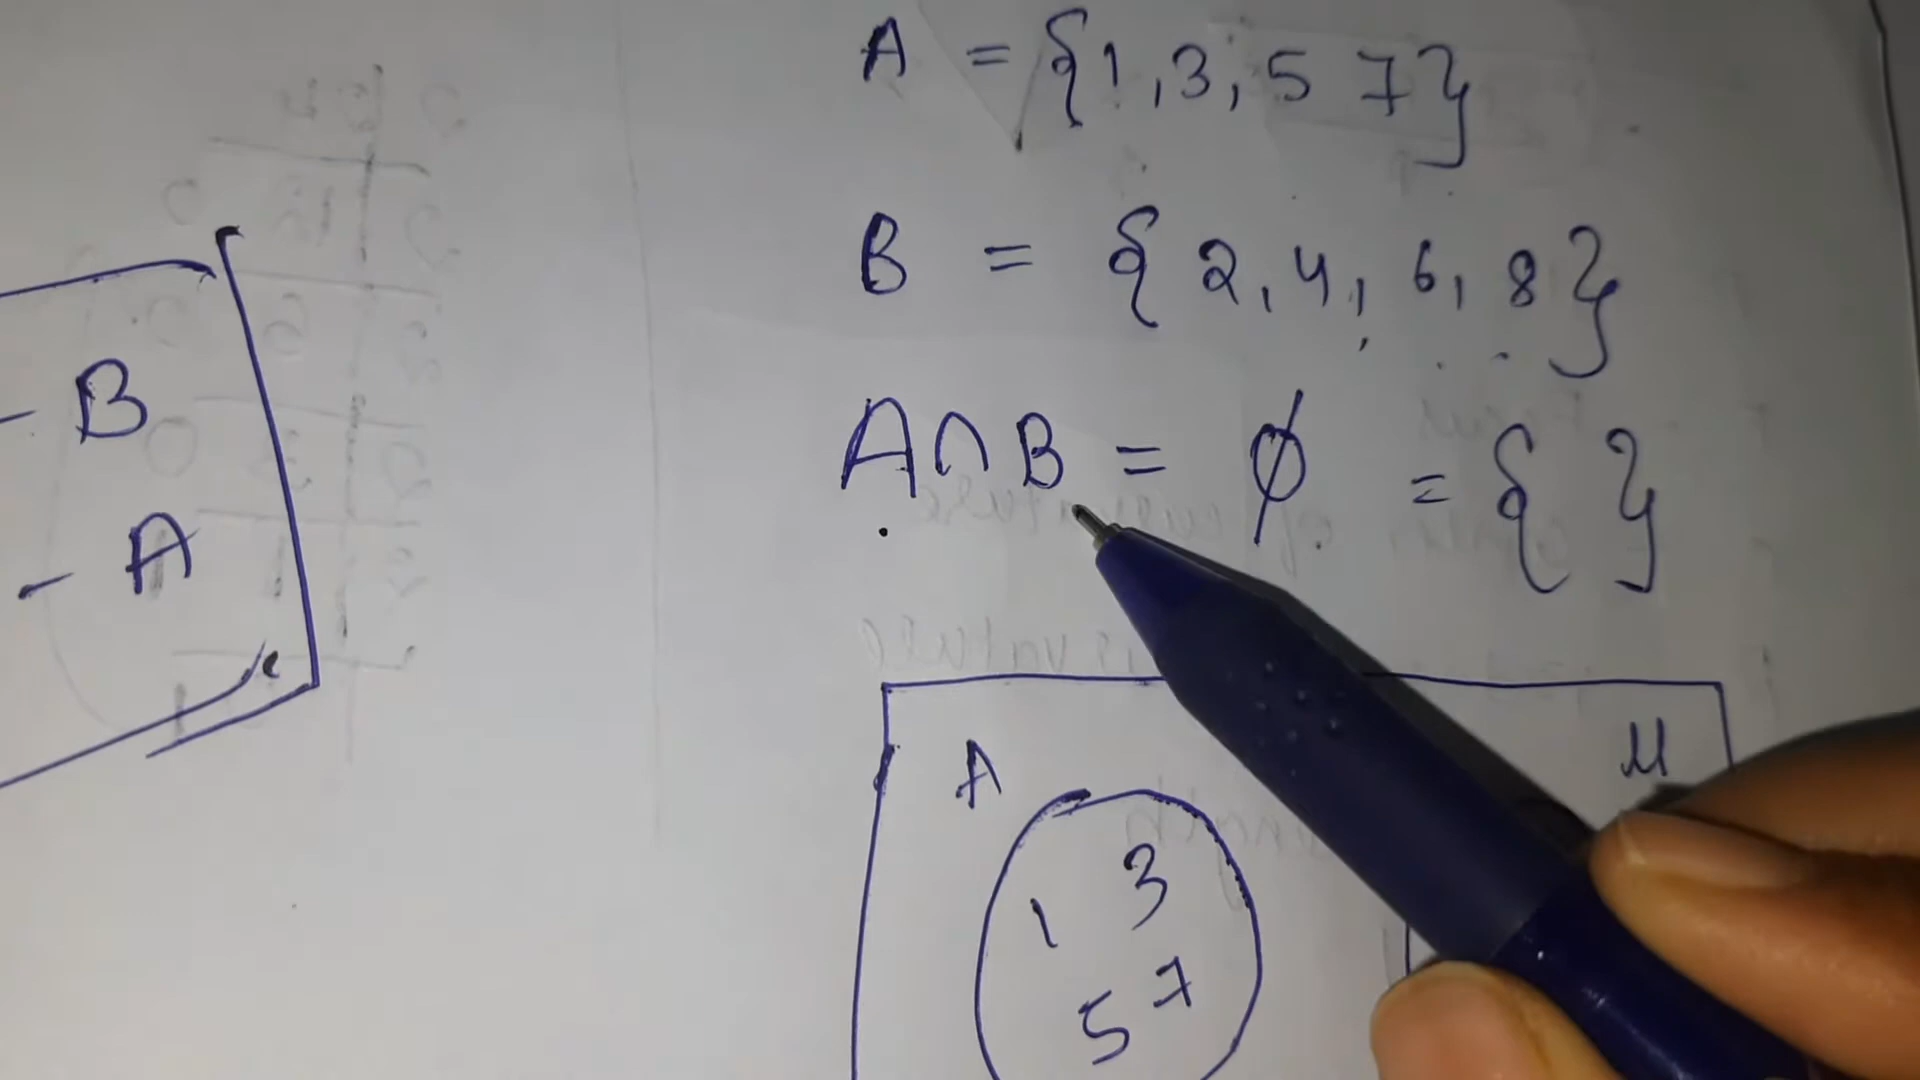 A = {1, 3, 5 7}
B = { 2, 4, 6, 8}
A∩B = ϕ = { }
- B
- A
A
U
1 3
5 7